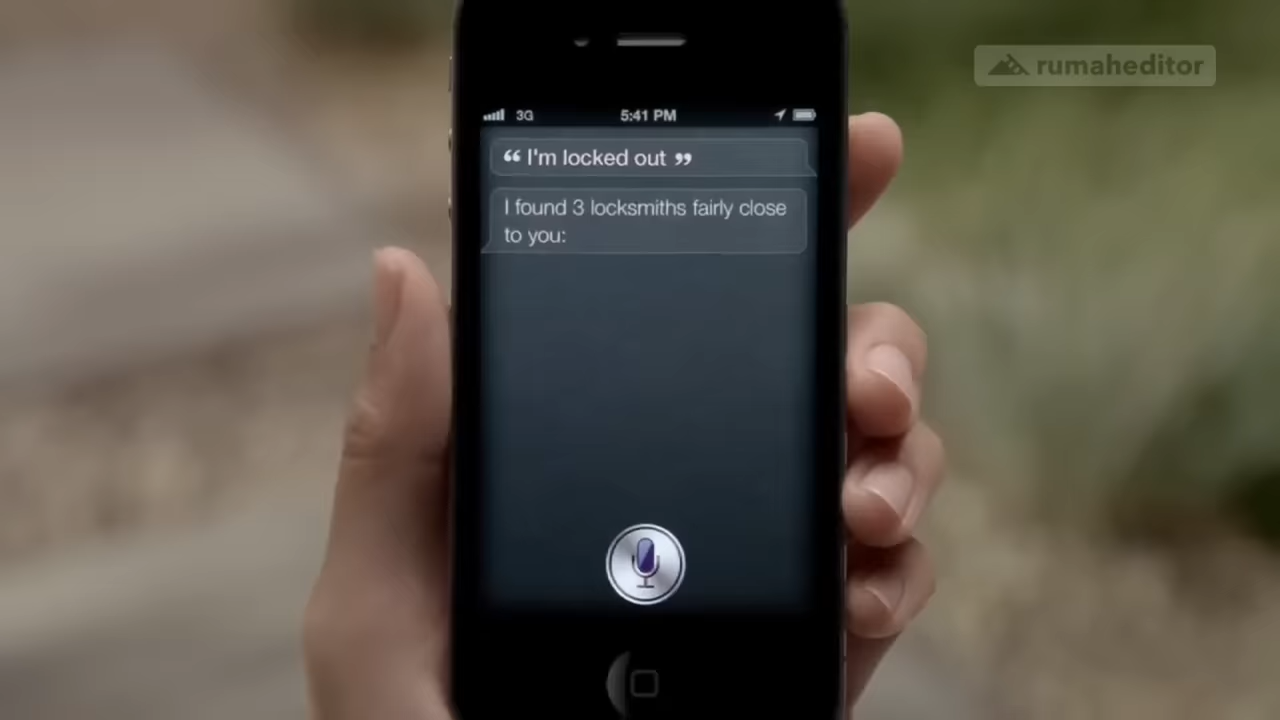 rumaheditor
3G 5:41 PM
“ I'm locked out ”
I found 3 locksmiths fairly close
to you: